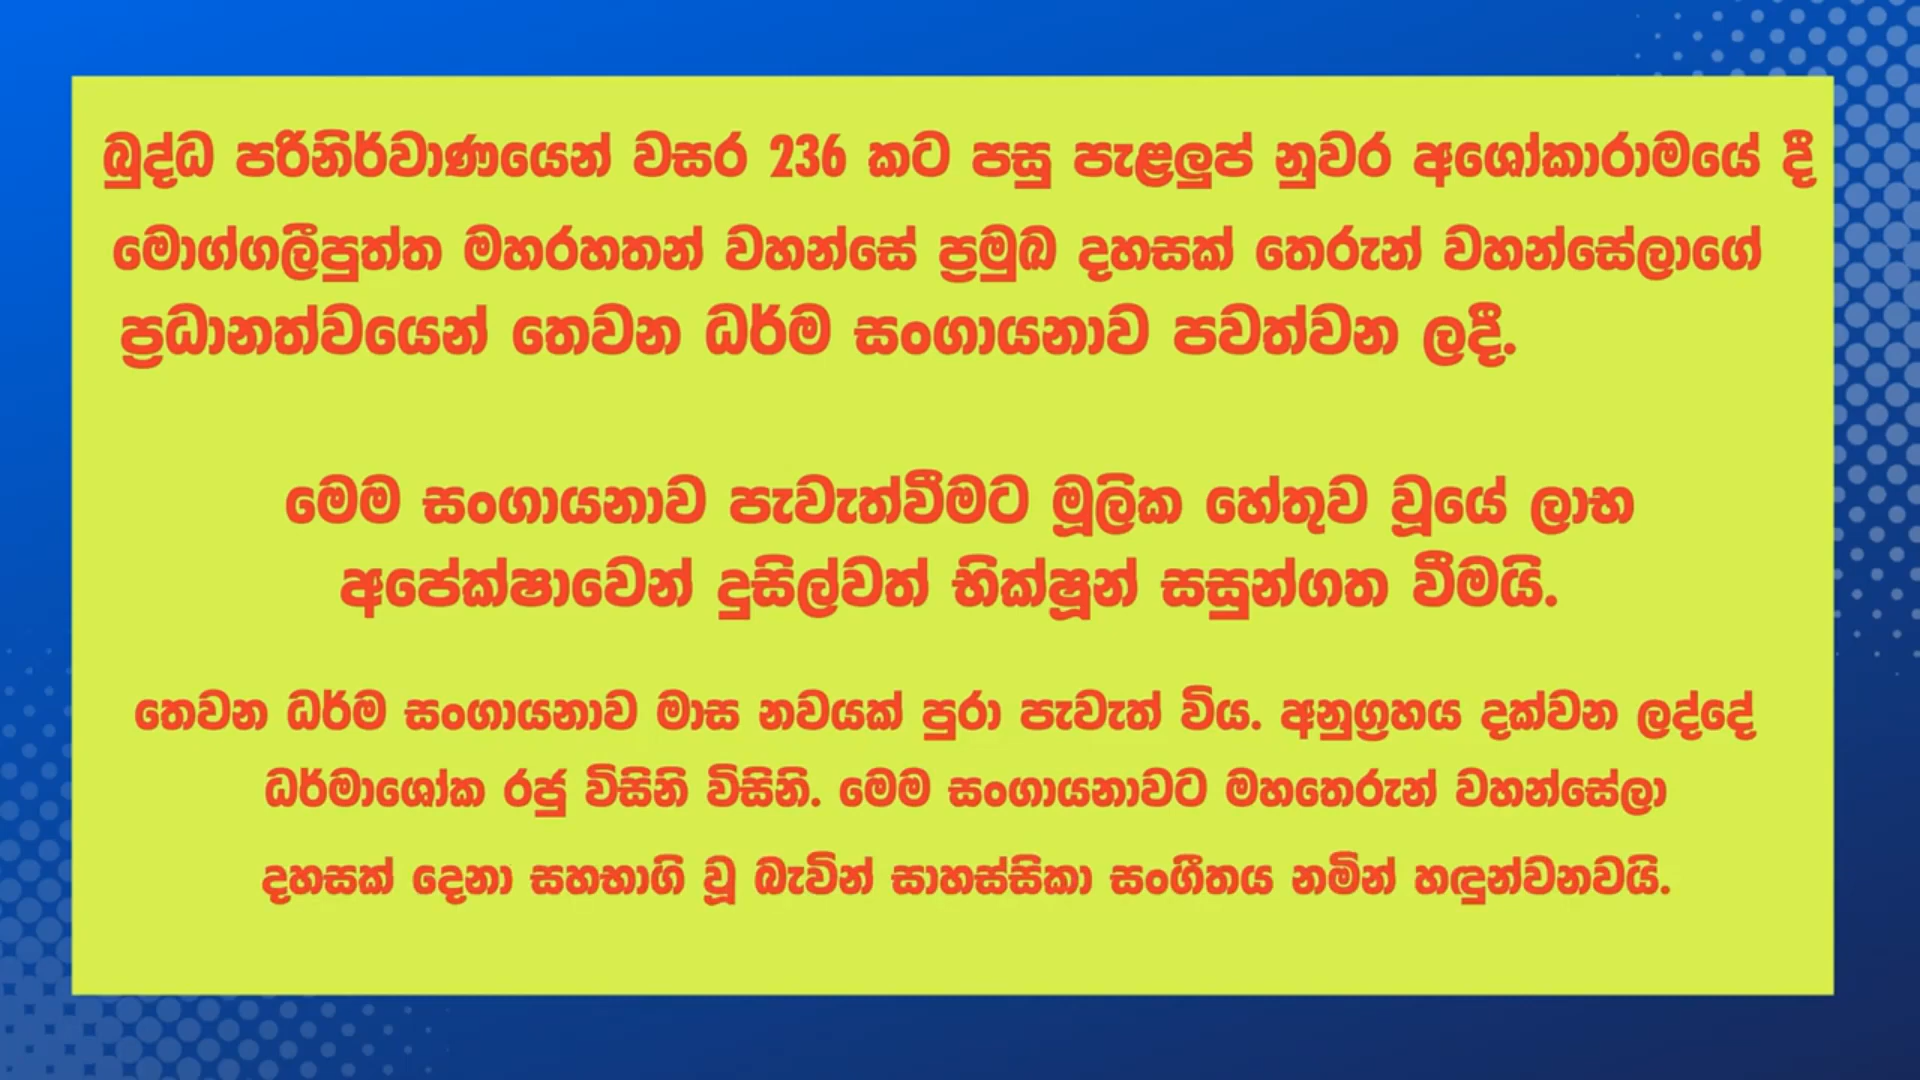 බුද්ධ පරිනිර්වාණයෙන් වසර 236 කට පසු පැළලුප් නුවර අශෝකාරාමයේ දී
මොග්ගලීපුත්ත මහරහතන් වහන්සේ ප්‍රමුඛ දහසක් තෙරුන් වහන්සේලාගේ
ප්‍රධානත්වයෙන් තෙවන ධර්ම සංගායනාව පවත්වන ලදී.
මෙම සංගායනාව පැවැත්වීමට මූලික හේතුව වූයේ ලාභ
අපේක්ෂාවෙන් දුසිල්වත් භික්ෂූන් සසුන්ගත වීමයි.
තෙවන ධර්ම සංගායනාව මාස නවයක් පුරා පැවැත් විය. අනුග්‍රහය දක්වන ලද්දේ
ධර්මාශෝක රජු විසිනි විසිනි. මෙම සංගායනාවට මහතෙරුන් වහන්සේලා
දහසක් දෙනා සහභාගි වූ බැවින් සාහස්සිකා සංගීතය නමින් හඳුන්වනවයි.